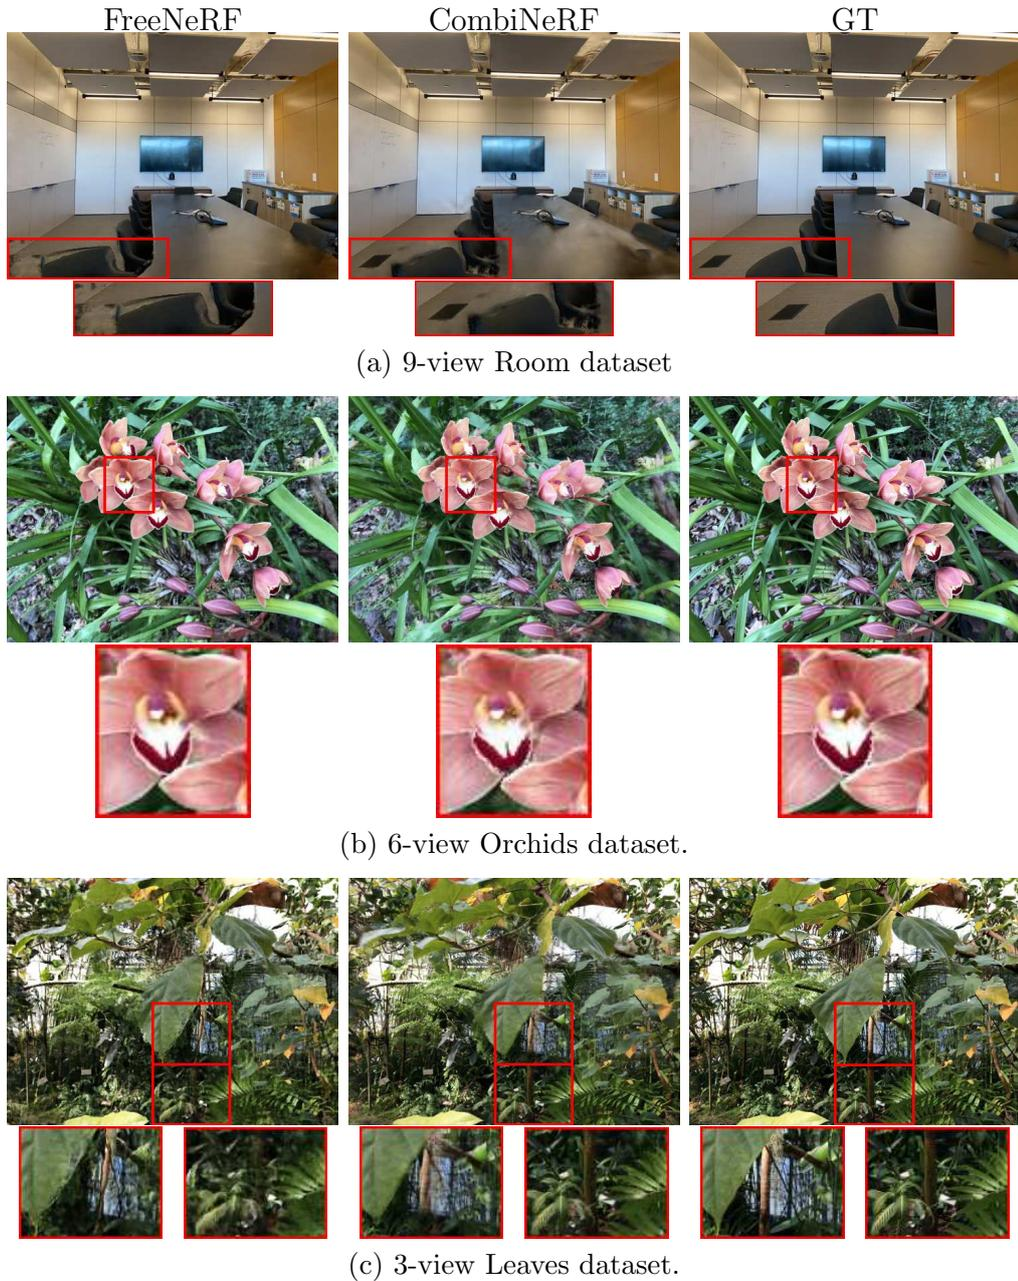 FreeNeRF CombiNeRF GT
(a) 9-view Room dataset
(b) 6-view Orchids dataset.
(c) 3-view Leaves dataset.